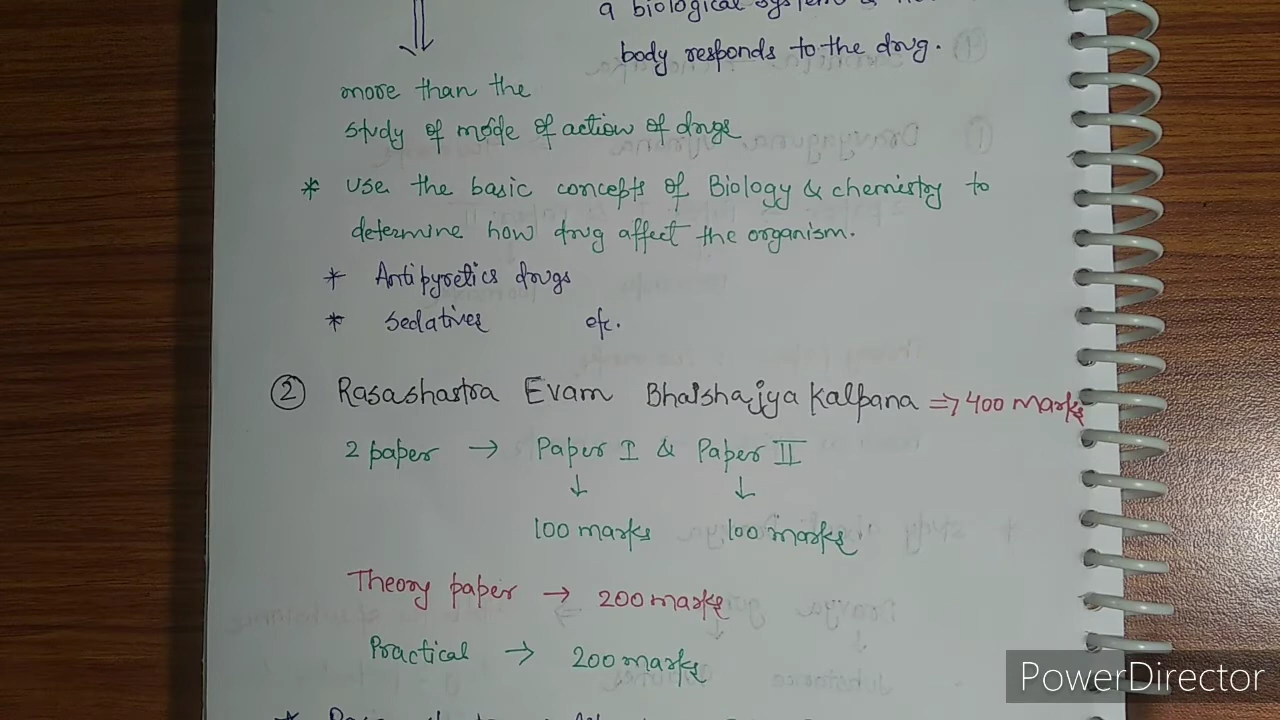 a biological system &
body responds to the drug.
more than the
study of mode of action of drugs
* Use the basic concepts of Biology & chemistry to
determine how drug affect the organism.
* Antipyretics drugs
* Sedatives etc.
② Rasashastra Evam Bhaishajya Kalpana => 400 marks
2 paper → Paper I & Paper II
↓ ↓
100 marks 100 marks
Theory paper → 200 marks
Practical → 200 marks
PowerDirector